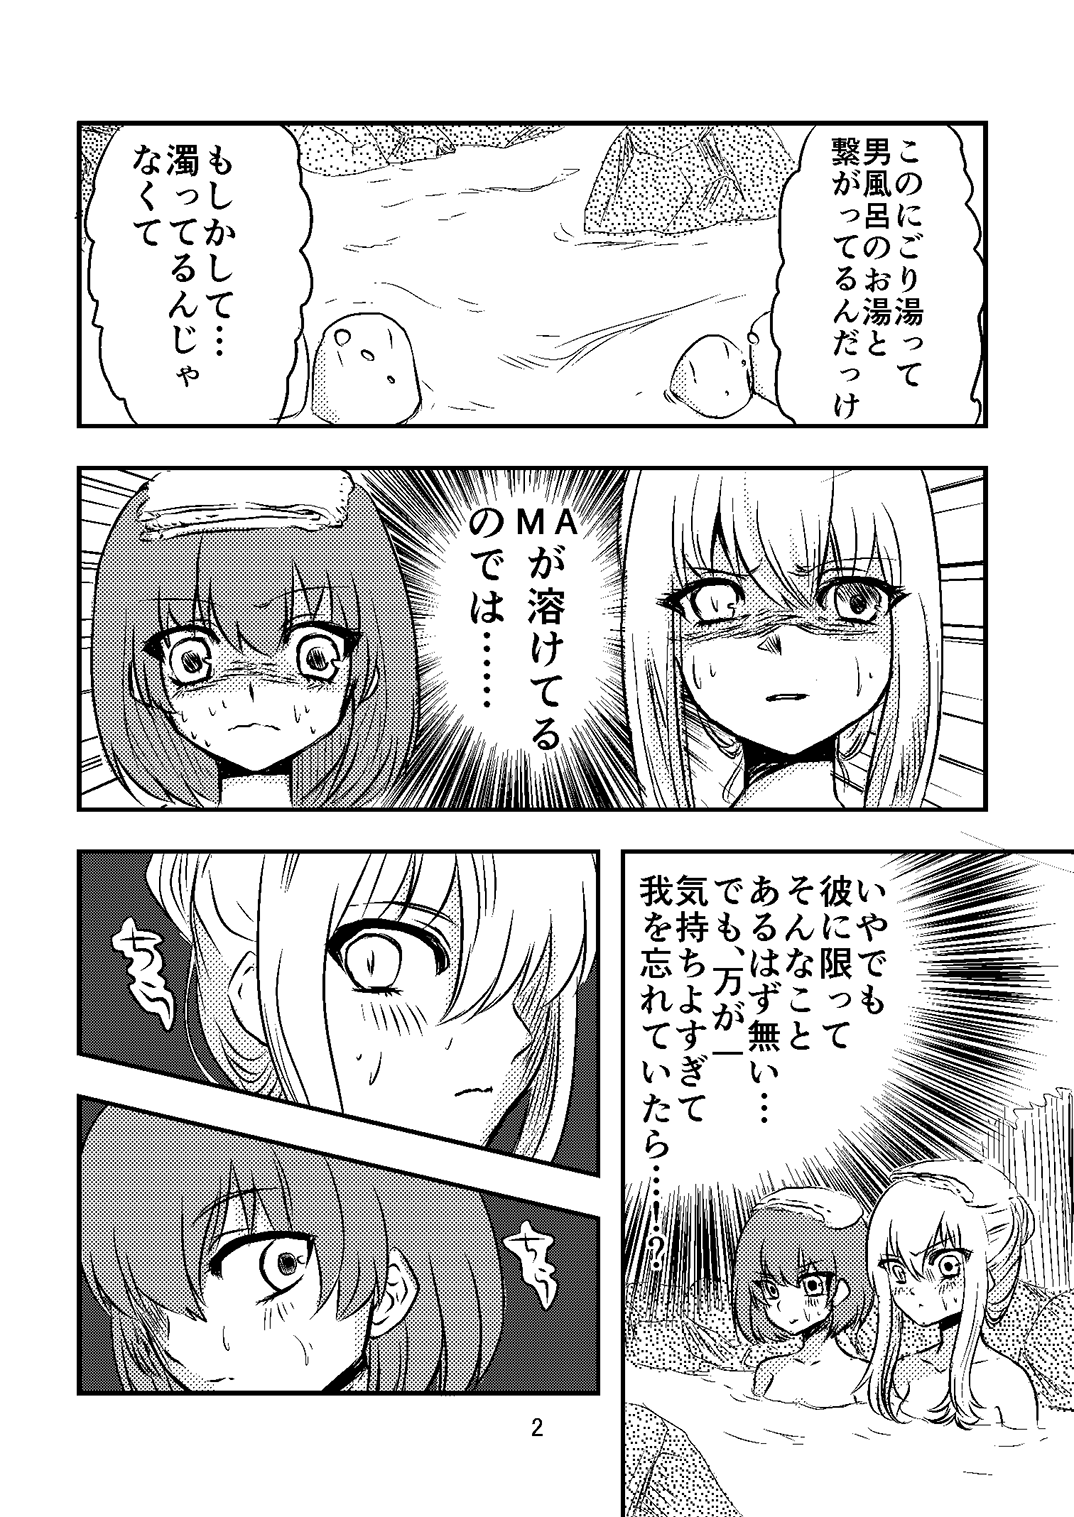 このにごり湯って
男風呂のお湯と
繋がってるんだっけ
もしかして…
濁ってるんじゃ
なくて
ＭＡが溶けてる
のでは……
いやでも
彼に限って
そんなこと
あるはず無い…
でも、万が一
気持ちよすぎて
我を忘れていたら……!?
ちらっ
ちらっ
2